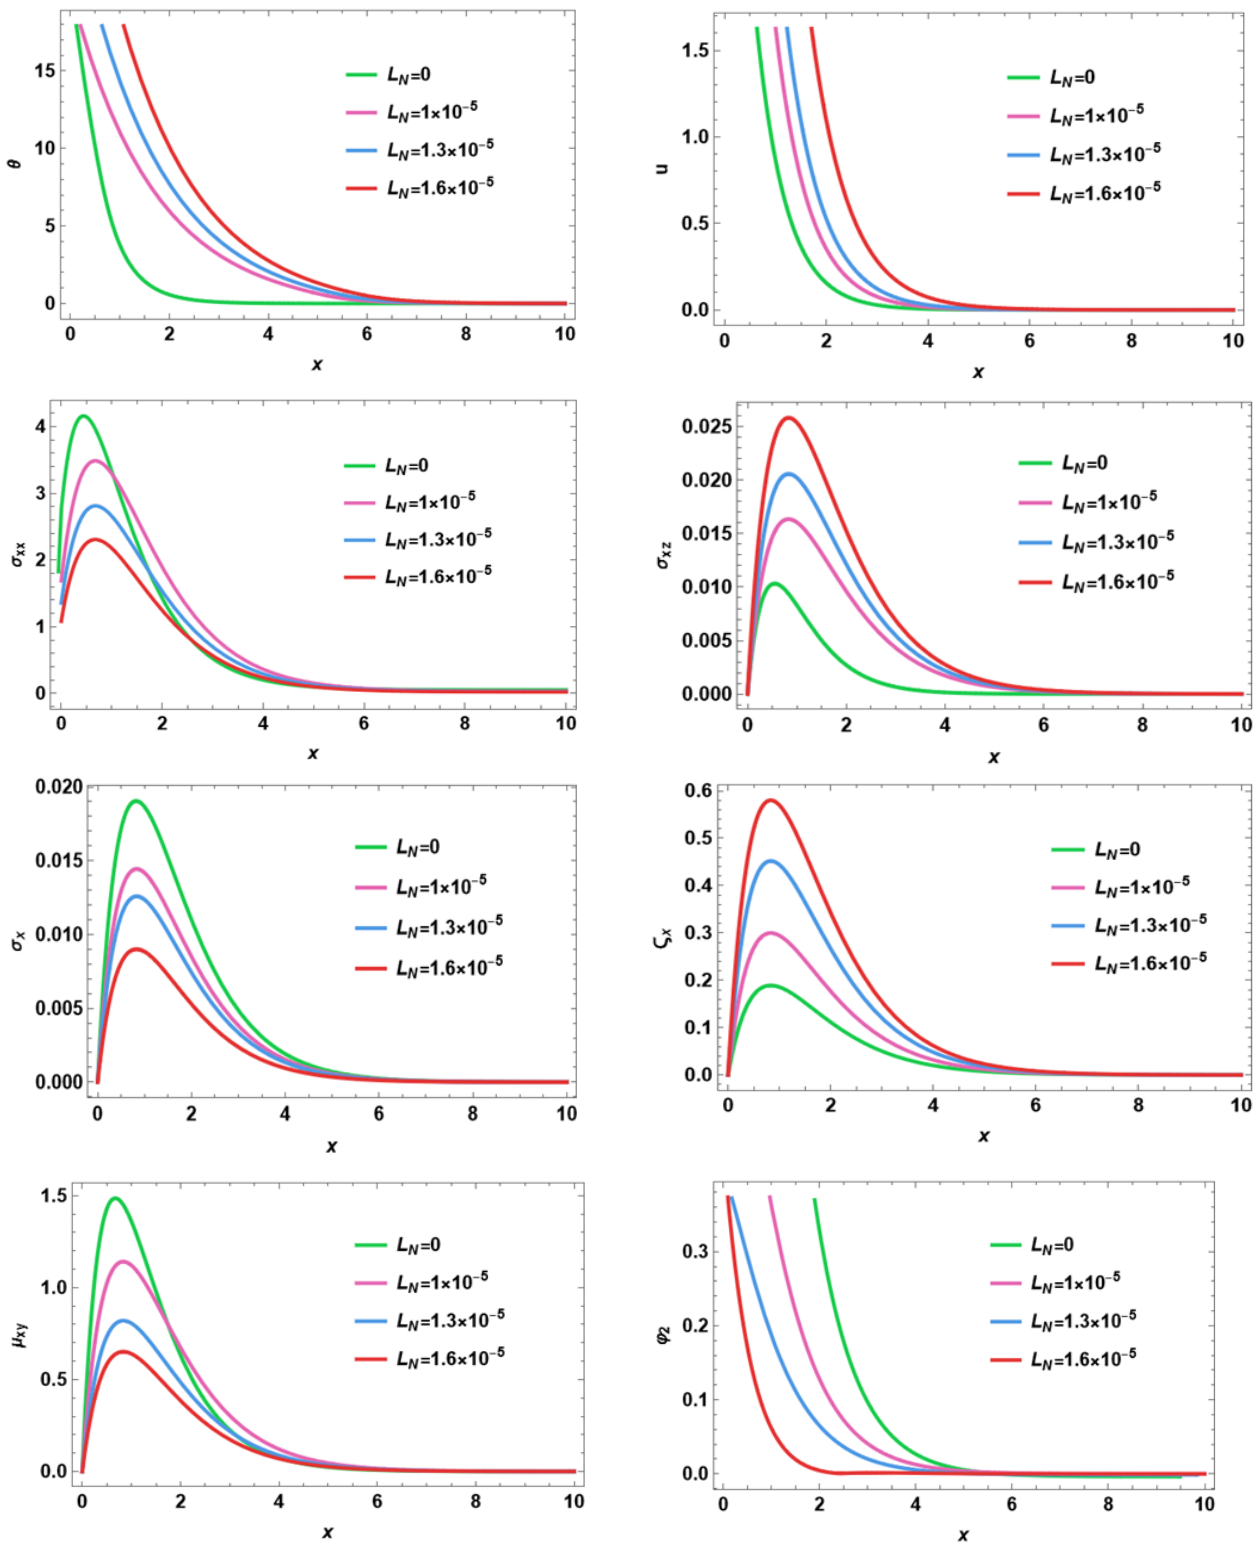 θ
15
10
5
0
0 2 4 6 8 10
x
L_N=0
L_N=1×10⁻⁵
L_N=1.3×10⁻⁵
L_N=1.6×10⁻⁵
u
1.5
1.0
0.5
0.0
0 2 4 6 8 10
x
L_N=0
L_N=1×10⁻⁵
L_N=1.3×10⁻⁵
L_N=1.6×10⁻⁵
σ_xx
4
3
2
1
0
0 2 4 6 8 10
x
L_N=0
L_N=1×10⁻⁵
L_N=1.3×10⁻⁵
L_N=1.6×10⁻⁵
σ_xz
0.025
0.020
0.015
0.010
0.005
0.000
0 2 4 6 8 10
x
L_N=0
L_N=1×10⁻⁵
L_N=1.3×10⁻⁵
L_N=1.6×10⁻⁵
σ_x
0.020
0.015
0.010
0.005
0.000
0 2 4 6 8 10
x
L_N=0
L_N=1×10⁻⁵
L_N=1.3×10⁻⁵
L_N=1.6×10⁻⁵
ς_x
0.6
0.5
0.4
0.3
0.2
0.1
0.0
0 2 4 6 8 10
x
L_N=0
L_N=1×10⁻⁵
L_N=1.3×10⁻⁵
L_N=1.6×10⁻⁵
μ_xy
1.5
1.0
0.5
0.0
0 2 4 6 8 10
x
L_N=0
L_N=1×10⁻⁵
L_N=1.3×10⁻⁵
L_N=1.6×10⁻⁵
φ_2
0.3
0.2
0.1
0.0
0 2 4 6 8 10
x
L_N=0
L_N=1×10⁻⁵
L_N=1.3×10⁻⁵
L_N=1.6×10⁻⁵